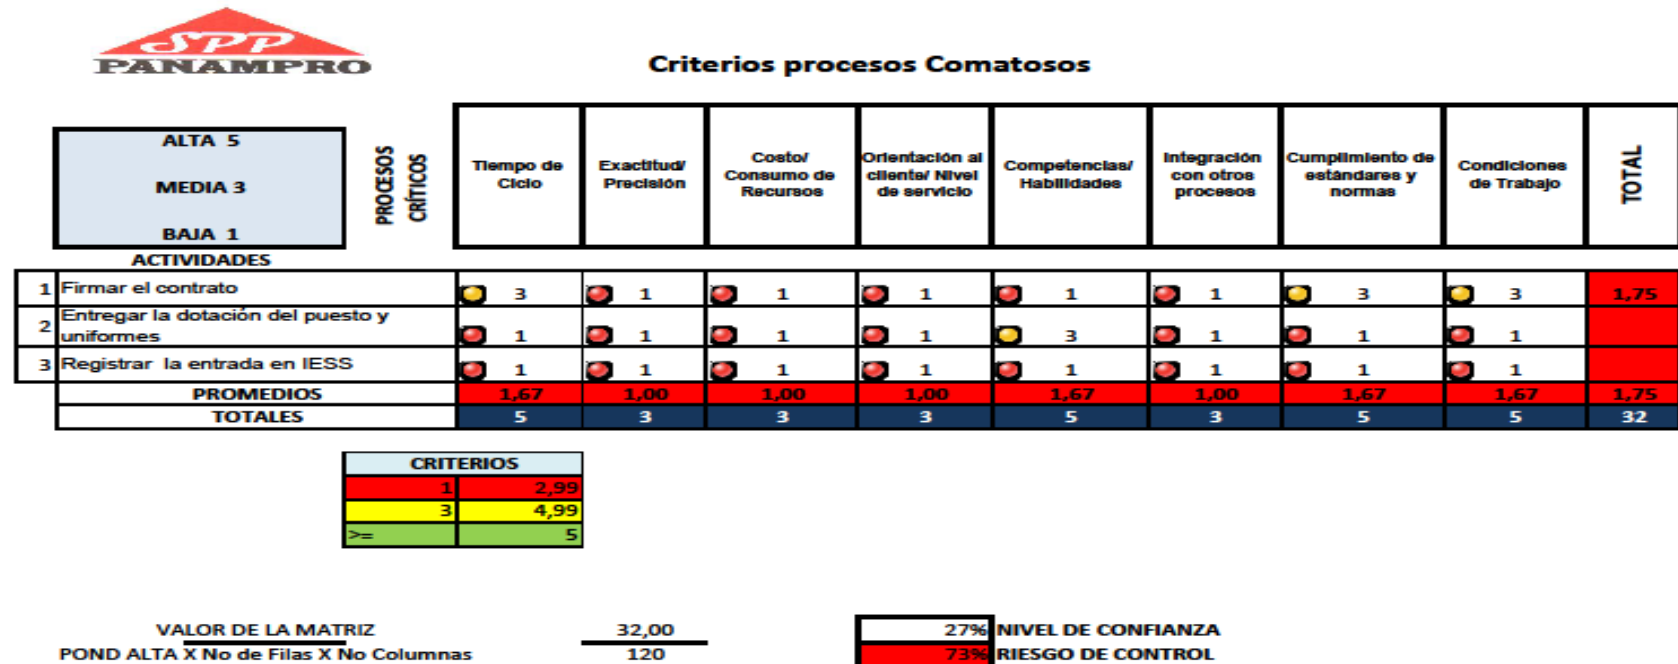 SPP
PANAMPRO
Criterios procesos Comatosos
ALTA 5
MEDIA 3
BAJA 1
PROCESOS CRÍTICOS
Tiempo de Ciclo
Exactitud/ Precisión
Costo/ Consumo de Recursos
Orientación al cliente/ Nivel de servicio
Competencias/ Habilidades
Integración con otros procesos
Cumplimiento de estándares y normas
Condiciones de Trabajo
TOTAL
ACTIVIDADES
1 Firmar el contrato 3 1 1 1 1 1 3 3 1,75
2 Entregar la dotación del puesto y uniformes 1 1 1 1 3 1 1 1
3 Registrar la entrada en IESS 1 1 1 1 1 1 1 1
PROMEDIOS 1,67 1,00 1,00 1,00 1,67 1,00 1,67 1,67 1,75
TOTALES 5 3 3 3 5 3 5 5 32
CRITERIOS
1 2,99
3 4,99
>= 5
VALOR DE LA MATRIZ 32,00 27% NIVEL DE CONFIANZA
POND ALTA X No de Filas X No Columnas 120 73% RIESGO DE CONTROL